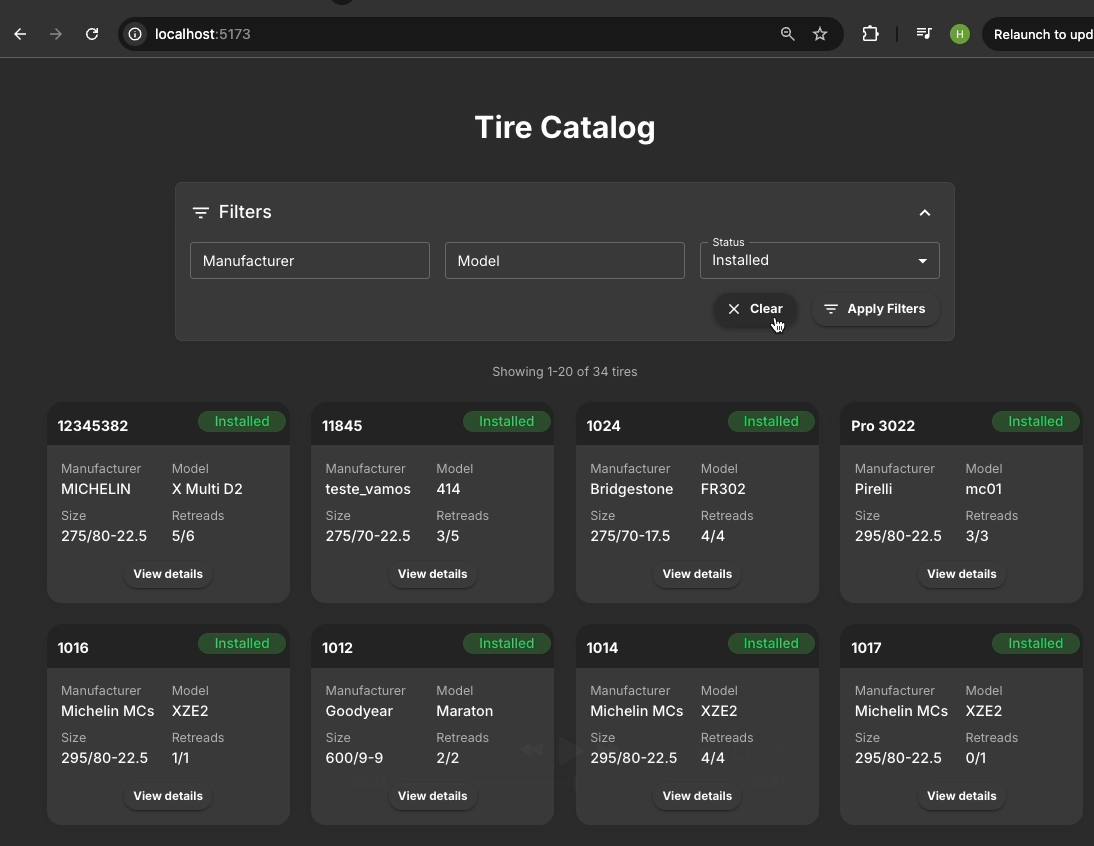 localhost:5173
H
Relaunch to upd
Tire Catalog
Filters
Manufacturer
Model
Status
Installed
Clear
Apply Filters
Showing 1-20 of 34 tires
12345382 Installed
Manufacturer Model
MICHELIN X Multi D2
Size Retreads
275/80-22.5 5/6
View details
11845 Installed
Manufacturer Model
teste_vamos 414
Size Retreads
275/70-22.5 3/5
View details
1024 Installed
Manufacturer Model
Bridgestone FR302
Size Retreads
275/70-17.5 4/4
View details
Pro 3022 Installed
Manufacturer Model
Pirelli mc01
Size Retreads
295/80-22.5 3/3
View details
1016 Installed
Manufacturer Model
Michelin MCs XZE2
Size Retreads
295/80-22.5 1/1
View details
1012 Installed
Manufacturer Model
Goodyear Maraton
Size Retreads
600/9-9 2/2
View details
1014 Installed
Manufacturer Model
Michelin MCs XZE2
Size Retreads
295/80-22.5 4/4
View details
1017 Installed
Manufacturer Model
Michelin MCs XZE2
Size Retreads
295/80-22.5 0/1
View details